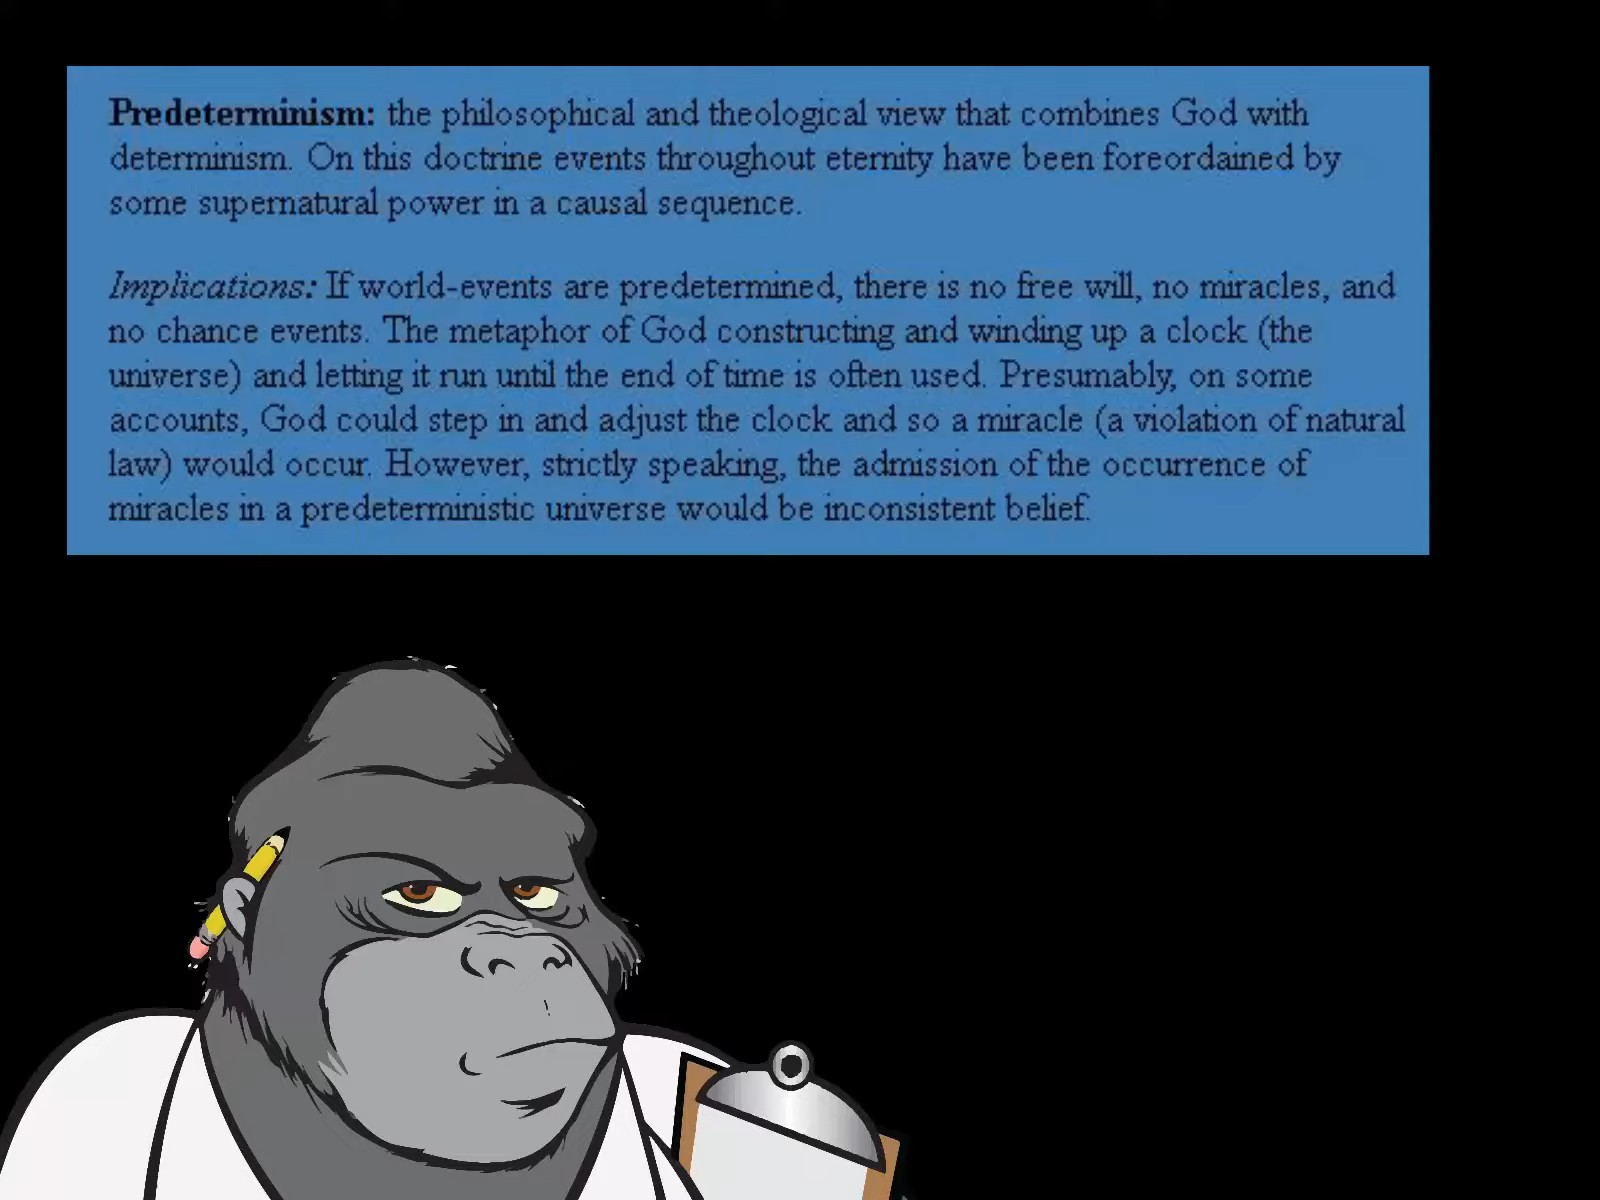 Predeterminism: the philosophical and theological view that combines God with
determinism. On this doctrine events throughout eternity have been foreordained by
some supernatural power in a causal sequence.
Implications: If world-events are predetermined, there is no free will, no miracles, and
no chance events. The metaphor of God constructing and winding up a clock (the
universe) and letting it run until the end of time is often used. Presumably, on some
accounts, God could step in and adjust the clock and so a miracle (a violation of natural
law) would occur. However, strictly speaking, the admission of the occurrence of
miracles in a predeterministic universe would be inconsistent belief.